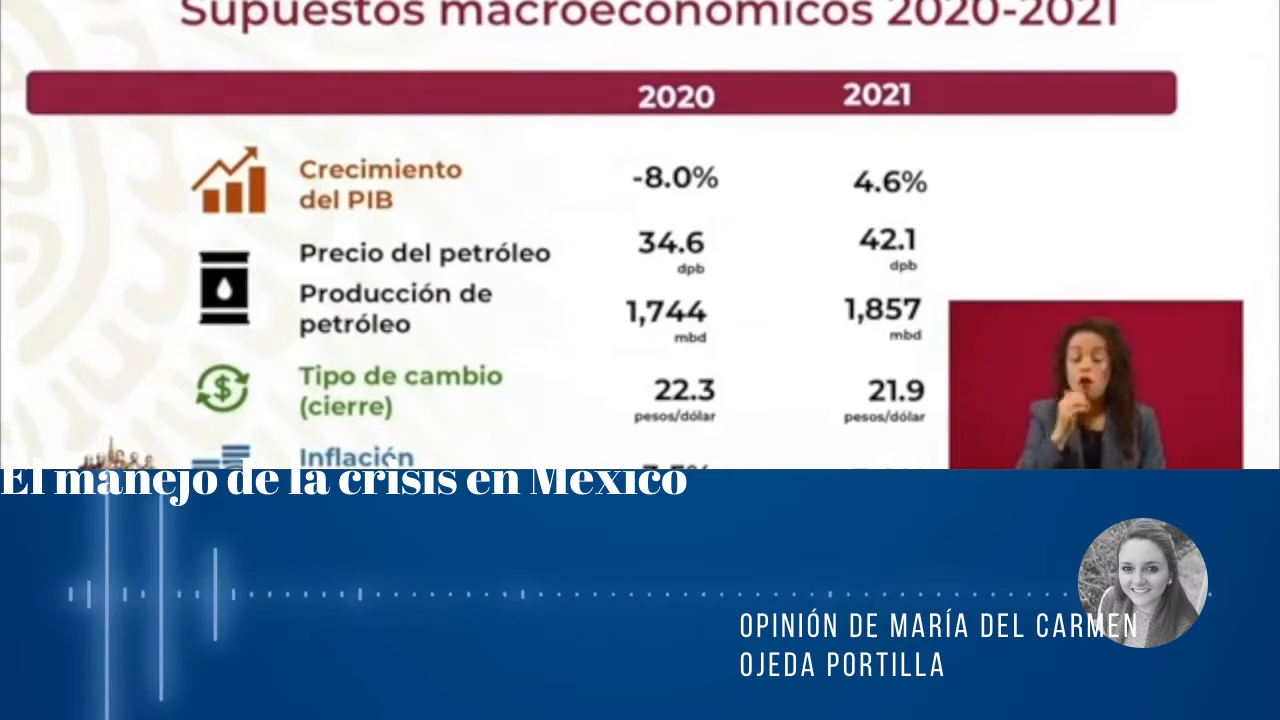 Supuestos macroeconómicos 2020-2021
2020 2021
Crecimiento
del PIB
-8.0% 4.6%
Precio del petróleo
34.6 42.1
dpb dpb
Producción de
petróleo
1,744 1,857
mbd mbd
Tipo de cambio
(cierre)
22.3 21.9
pesos/dólar pesos/dólar
Inflación
El manejo de la crisis en México
OPINIÓN DE MARÍA DEL CARMEN
OJEDA PORTILLA